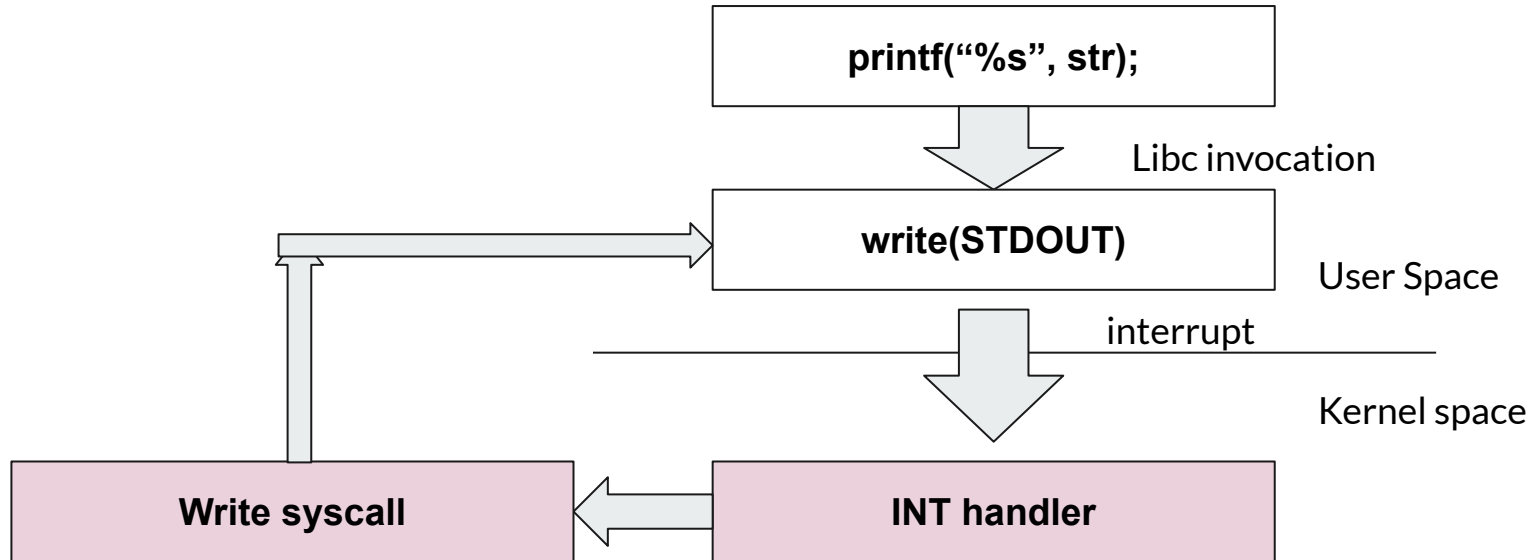 printf(“%s”, str);
Libc invocation
write(STDOUT)
User Space
interrupt
Kernel space
Write syscall
INT handler